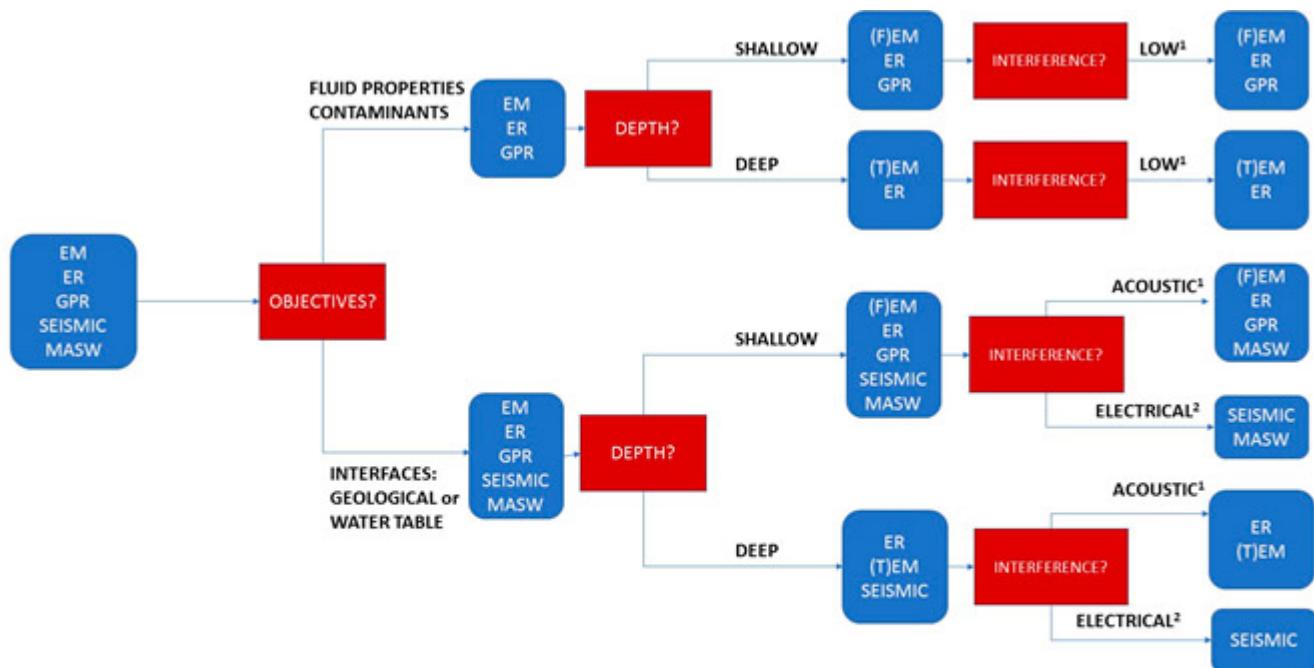 EM
ER
GPR
SEISMIC
MASW
OBJECTIVES?
FLUID PROPERTIES
CONTAMINANTS
EM
ER
GPR
DEPTH?
SHALLOW
(F)EM
ER
GPR
INTERFERENCE?
LOW¹
(F)EM
ER
GPR
DEEP
(T)EM
ER
INTERFERENCE?
LOW¹
(T)EM
ER
INTERFACES:
GEOLOGICAL or
WATER TABLE
EM
ER
GPR
SEISMIC
MASW
DEPTH?
SHALLOW
(F)EM
ER
GPR
SEISMIC
MASW
INTERFERENCE?
ACOUSTIC¹
(F)EM
ER
GPR
MASW
ELECTRICAL²
SEISMIC
MASW
DEEP
ER
(T)EM
SEISMIC
INTERFERENCE?
ACOUSTIC¹
ER
(T)EM
ELECTRICAL²
SEISMIC